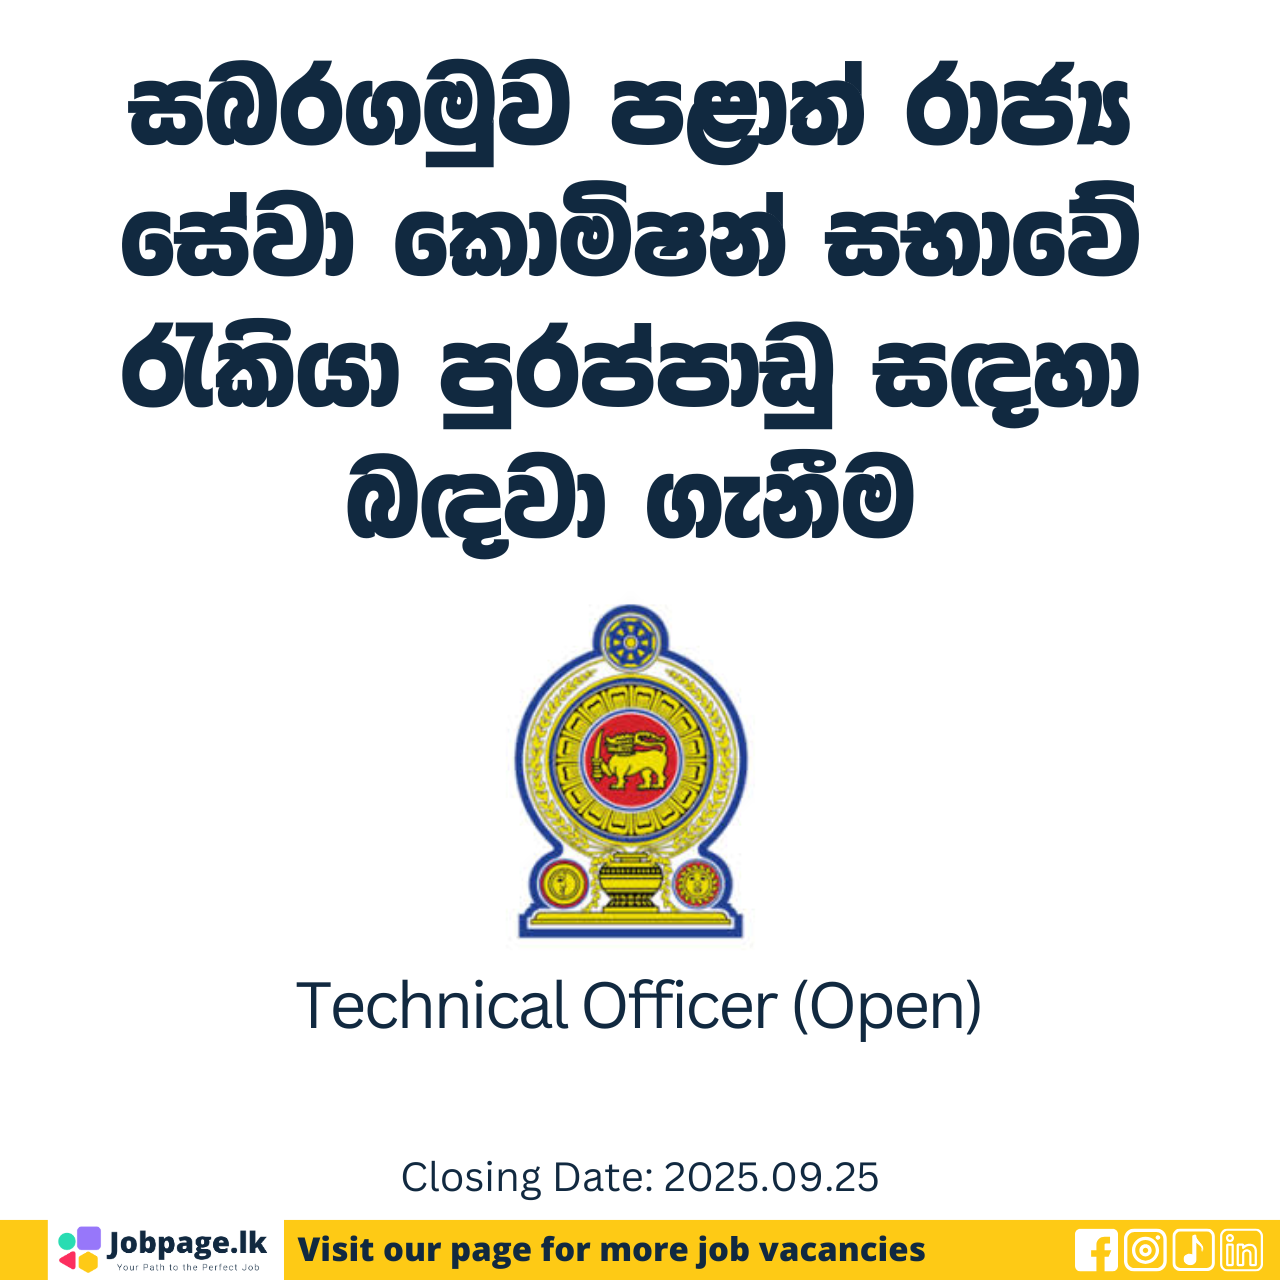 සබරගමුව පළාත් රාජ්‍ය
සේවා කොමිෂන් සභාවේ
රැකියා පුරප්පාඩු සඳහා
බඳවා ගැනීම
Technical Officer (Open)
Closing Date: 2025.09.25
Jobpage.lk
Your Path to the Perfect Job
Visit our page for more job vacancies